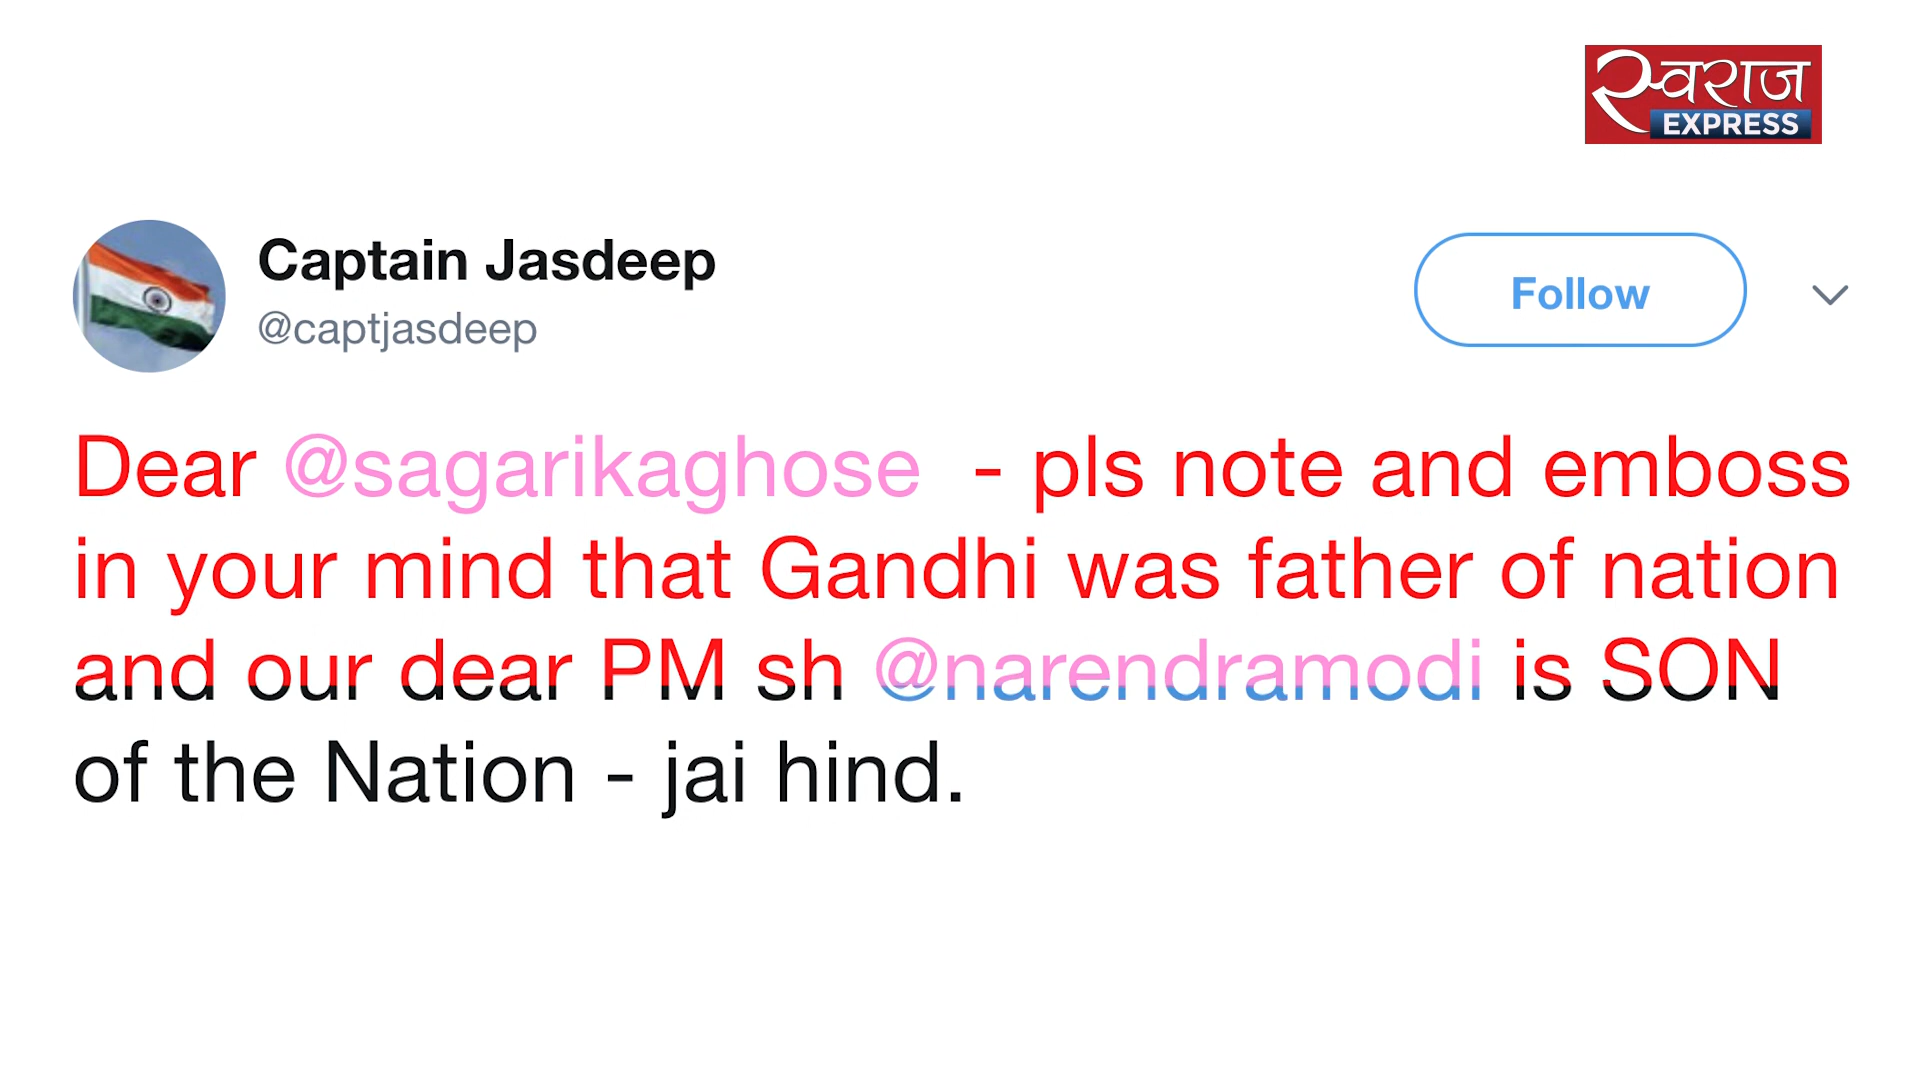 स्वराज
EXPRESS
Captain Jasdeep
@captjasdeep
Follow
Dear @sagarikaghose - pls note and emboss
in your mind that Gandhi was father of nation
and our dear PM sh @narendramodi is SON
of the Nation - jai hind.